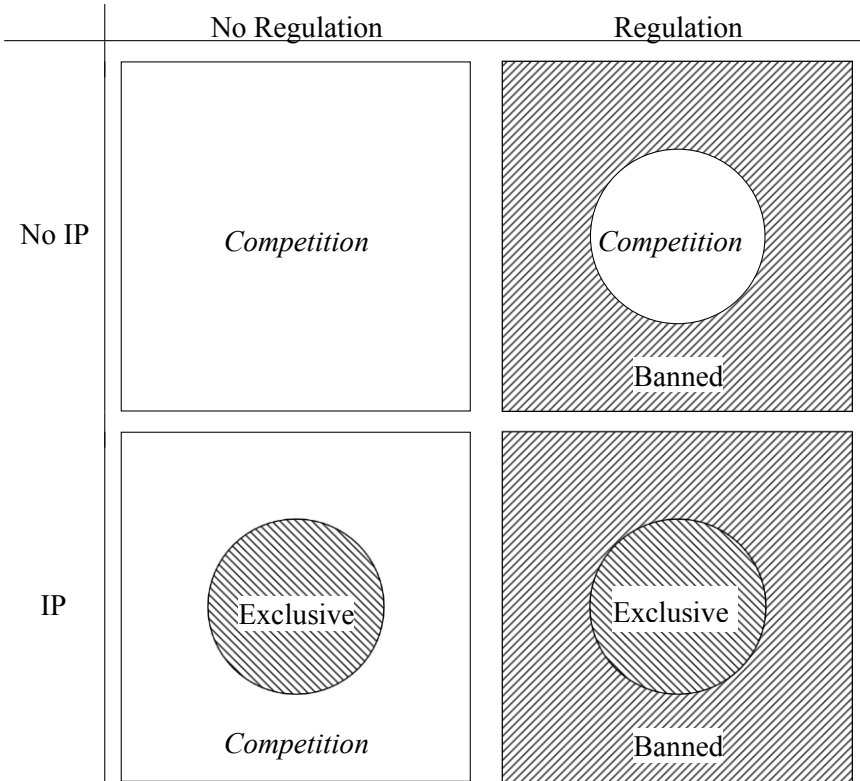 No Regulation Regulation
No IP
Competition
Competition
Banned
IP
Exclusive
Exclusive
Competition
Banned